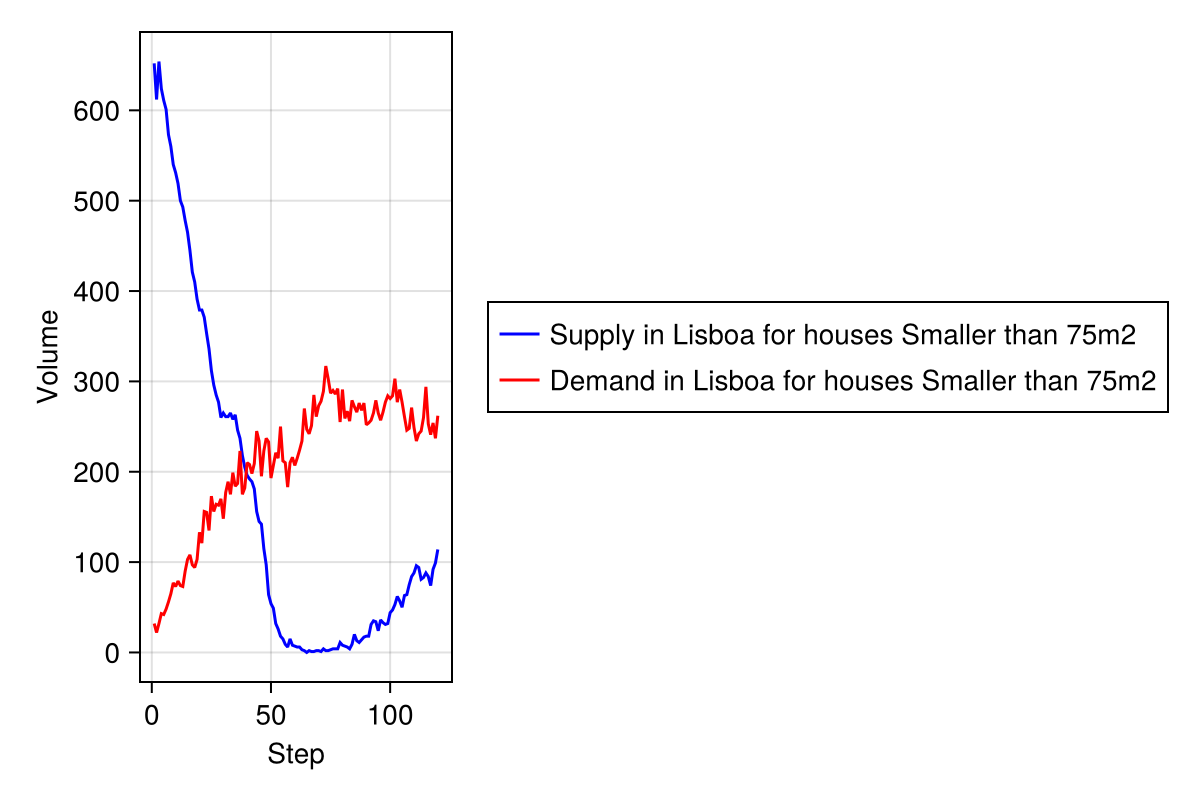 Volume
600
500
400
300
200
100
0
0 50 100
Step
Supply in Lisboa for houses Smaller than 75m2
Demand in Lisboa for houses Smaller than 75m2